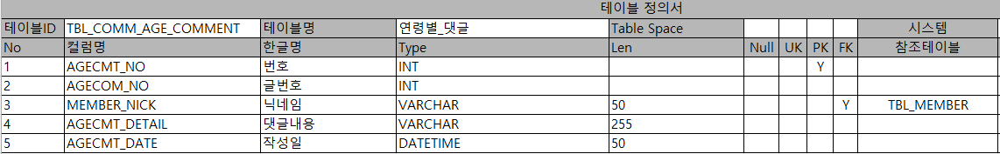 테이블 정의서
테이블ID TBL_COMM_AGE_COMMENT 테이블명 연령별_댓글 Table Space 시스템
No 컬럼명 한글명 Type Len Null UK PK FK 참조테이블
1 AGECMT_NO 번호 INT Y
2 AGECOM_NO 글번호 INT
3 MEMBER_NICK 닉네임 VARCHAR 50 Y TBL_MEMBER
4 AGECMT_DETAIL 댓글내용 VARCHAR 255
5 AGECMT_DATE 작성일 DATETIME 50